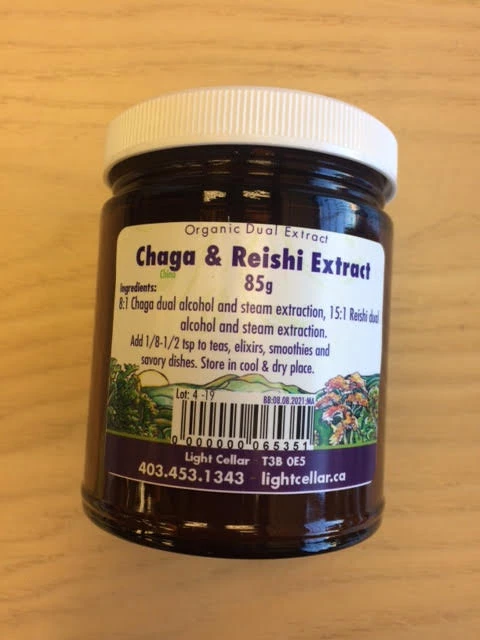 Organic Dual Extract
Chaga & Reishi Extract
China
85g
Ingredients:
8:1 Chaga dual alcohol and steam extraction, 15:1 Reishi dual
alcohol and steam extraction.
Add 1/8-1/2 tsp to teas, elixirs, smoothies and
savory dishes. Store in cool & dry place.
Lot: 4 -19
BB:08.08.2021:MA
0 000000 065351
Light Cellar T3B 0E5
403.453.1343 lightcellar.ca